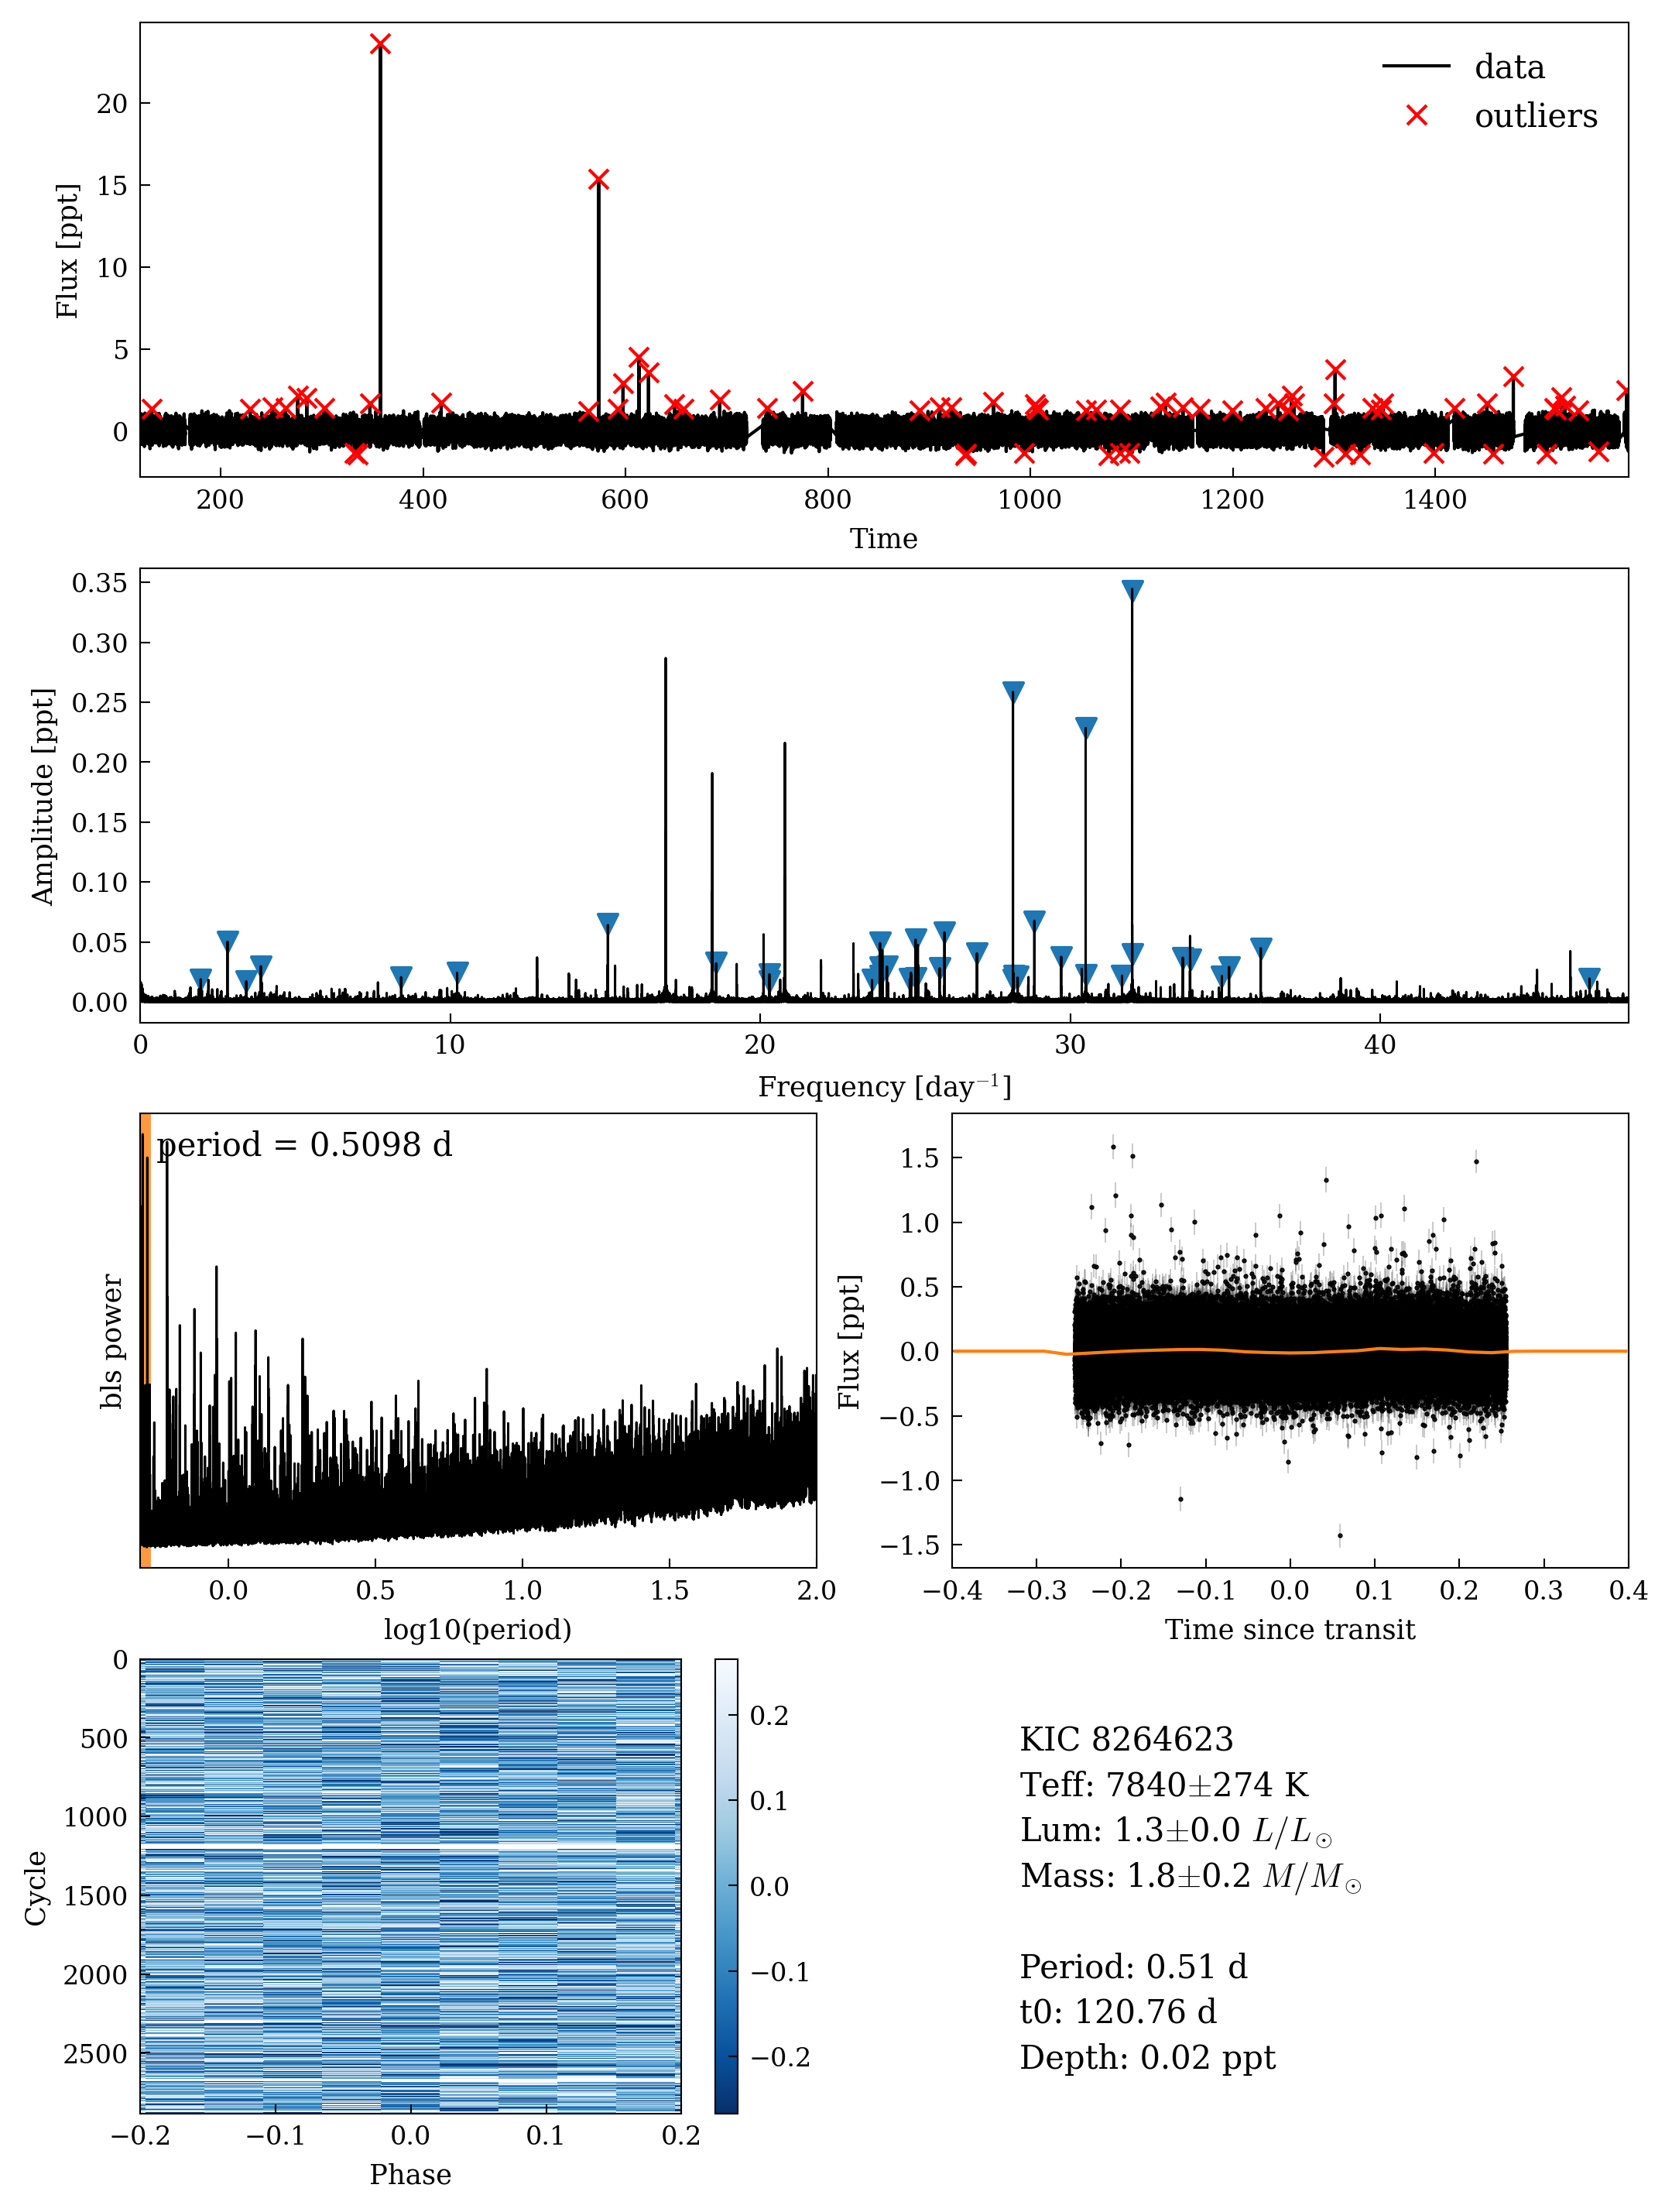 data
outliers
20
15
10
5
0
Flux [ppt]
200 400 600 800 1000 1200 1400
Time
0.35
0.30
0.25
0.20
0.15
0.10
0.05
0.00
Amplitude [ppt]
0 10 20 30 40
Frequency [day⁻¹]
period = 0.5098 d
bls power
0.0 0.5 1.0 1.5 2.0
log10(period)
1.5
1.0
0.5
0.0
−0.5
−1.0
−1.5
Flux [ppt]
−0.4 −0.3 −0.2 −0.1 0.0 0.1 0.2 0.3 0.4
Time since transit
0
500
1000
1500
2000
2500
Cycle
−0.2 −0.1 0.0 0.1 0.2
Phase
0.2
0.1
0.0
−0.1
−0.2
KIC 8264623
Teff: 7840±274 K
Lum: 1.3±0.0 L/L☉
Mass: 1.8±0.2 M/M☉
Period: 0.51 d
t0: 120.76 d
Depth: 0.02 ppt